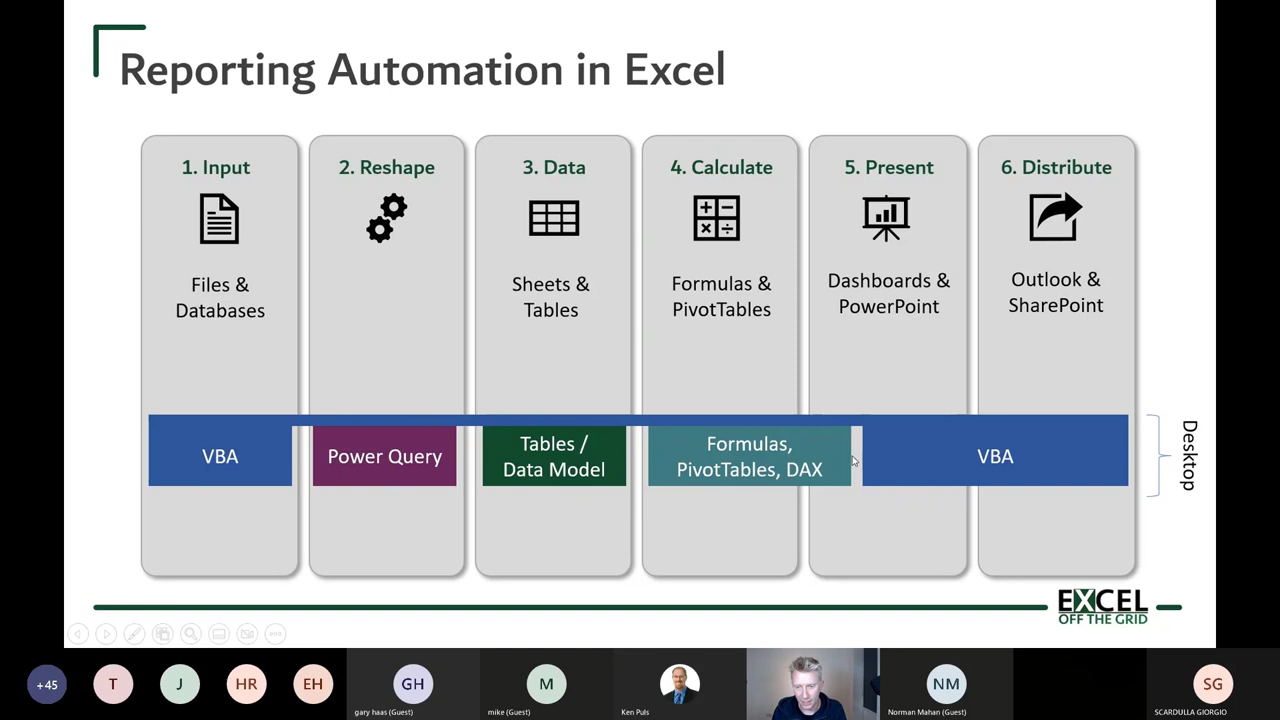 Reporting Automation in Excel
1. Input
Files &
Databases
2. Reshape
3. Data
Sheets &
Tables
4. Calculate
Formulas &
PivotTables
5. Present
Dashboards &
PowerPoint
6. Distribute
Outlook &
SharePoint
VBA
Power Query
Tables /
Data Model
Formulas,
PivotTables, DAX
VBA
Desktop
EXCEL
OFF THE GRID
+45
T
J
HR
EH
GH
gary haas (Guest)
M
mike (Guest)
Ken Puls
NM
Norman Mahan (Guest)
SG
SCARDULLA GIORGIO